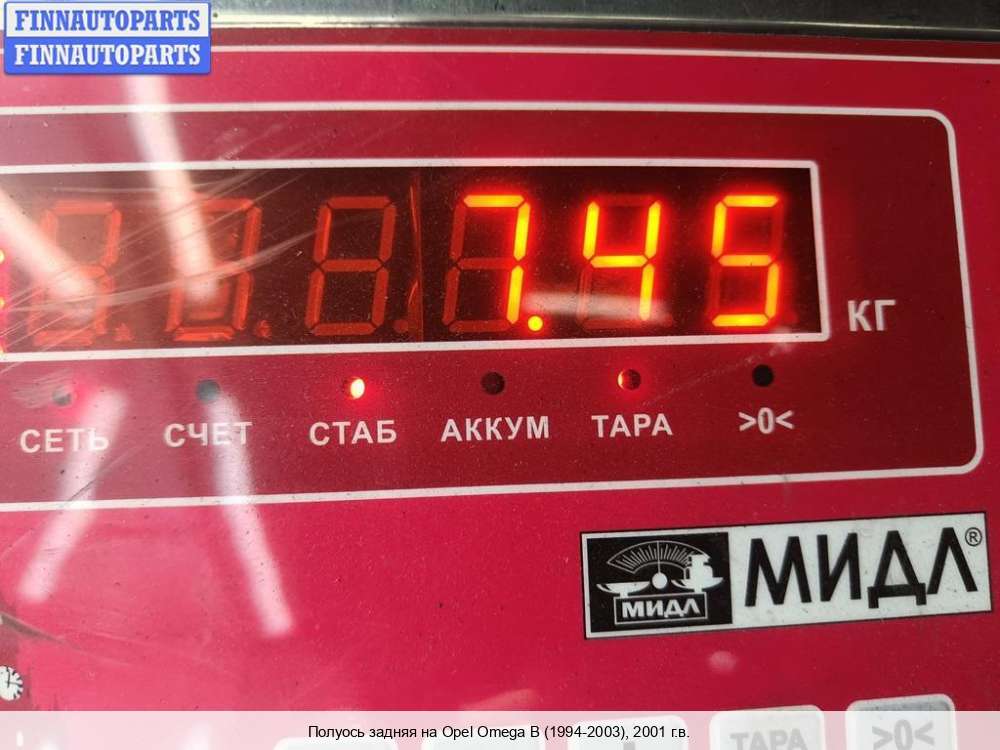 FINNAUTOPARTS
FINNAUTOPARTS
7.45 КГ
СЕТЬ СЧЕТ СТАБ АККУМ ТАРА >0<
МИДЛ МИДЛ®
ТАРА >0<
Полуось задняя на Opel Omega B (1994-2003), 2001 г.в.